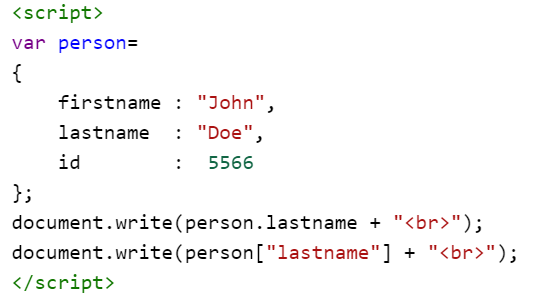 <script>
var person=
{
    firstname : "John",
    lastname  : "Doe",
    id        :  5566
};
document.write(person.lastname + "<br>");
document.write(person["lastname"] + "<br>");
</script>